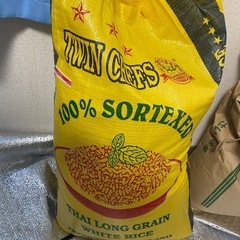 TWIN CHEFS
100% SORTEXED
THAI LONG GRAIN
WHITE RICE